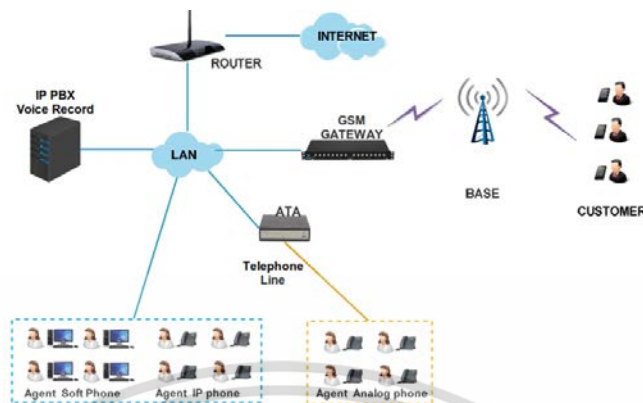 INTERNET
ROUTER
IP PBX
Voice Record
GSM
GATEWAY
LAN
BASE
CUSTOMER
ATA
Telephone
Line
Agent Soft Phone
Agent IP phone
Agent Analog phone